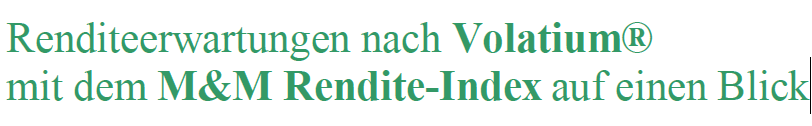 Renditeerwartungen nach Volatium®
mit dem M&M Rendite-Index auf einen Blick